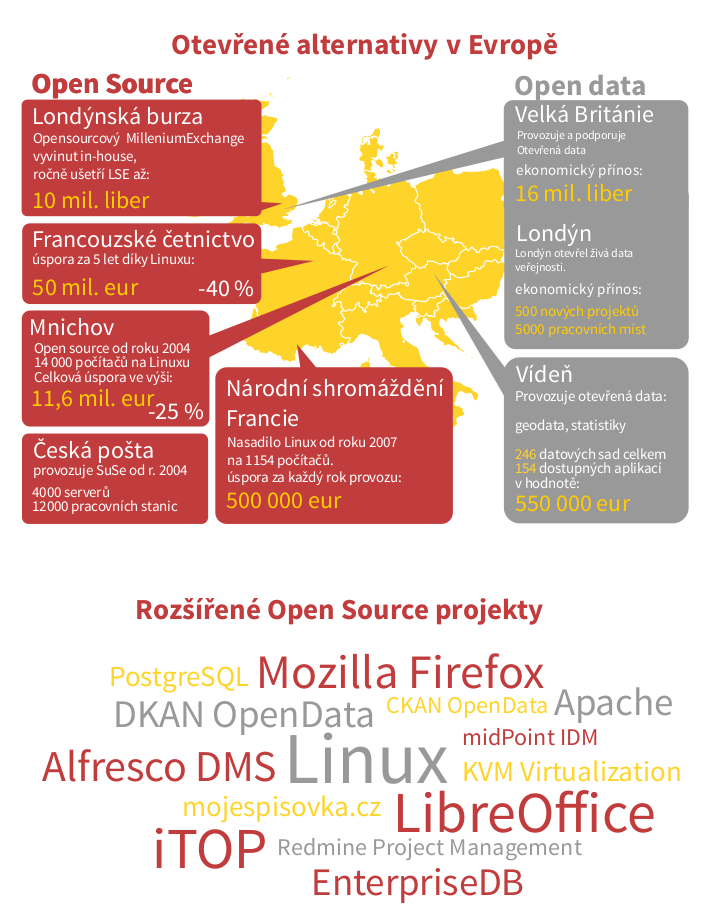 Otevřené alternativy v Evropě
Open Source
Londýnská burza
Opensourcový MilleniumExchange
vyvinut in-house,
ročně ušetří LSE až:
10 mil. liber
Francouzské četnictvo
úspora za 5 let díky Linuxu:
50 mil. eur
-40 %
Mnichov
Open source od roku 2004
14 000 počítačů na Linuxu
Celková úspora ve výši:
11,6 mil. eur
-25 %
Česká pošta
provozuje SuSe od r. 2004
4000 serverů
12000 pracovních stanic
Národní shromáždění
Francie
Nasadilo Linux od roku 2007
na 1154 počítačů.
úspora za každý rok provozu:
500 000 eur
Open data
Velká Británie
Provozuje a podporuje
Otevřená data
ekonomický přínos:
16 mil. liber
Londýn
Londýn otevřel živá data
veřejnosti.
ekonomický přínos:
500 nových projektů
5000 pracovních míst
Vídeň
Provozuje otevřená data:
geodata, statistiky
246 datových sad celkem
154 dostupných aplikací
v hodnotě:
550 000 eur
Rozšířené Open Source projekty
PostgreSQL Mozilla Firefox
DKAN OpenData CKAN OpenData Apache
Alfresco DMS Linux midPoint IDM
KVM Virtualization
mojespisovka.cz LibreOffice
iTOP Redmine Project Management
EnterpriseDB